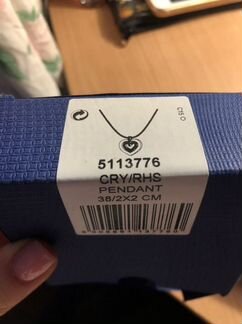 5113776
CRY/RHS
PENDANT
38/2X2 CM